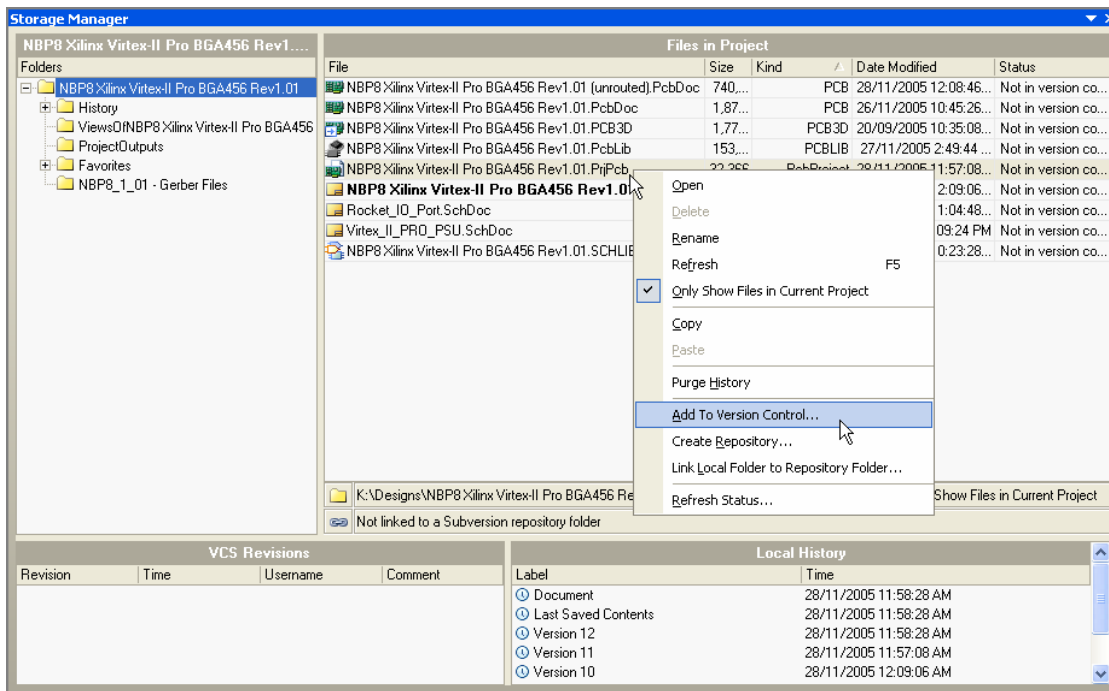 Storage Manager
NBP8 Xilinx Virtex-II Pro BGA456 Rev1....
Files in Project
Folders
File Size Kind Date Modified Status
NBP8 Xilinx Virtex-II Pro BGA456 Rev1.01
History
ViewsOfNBP8 Xilinx Virtex-II Pro BGA456
ProjectOutputs
Favorites
NBP8_1_01 - Gerber Files
NBP8 Xilinx Virtex-II Pro BGA456 Rev1.01 (unrouted).PcbDoc 740,... PCB 28/11/2005 12:08:46... Not in version co...
NBP8 Xilinx Virtex-II Pro BGA456 Rev1.01.PcbDoc 1,87... PCB 26/11/2005 10:45:26... Not in version co...
NBP8 Xilinx Virtex-II Pro BGA456 Rev1.01.PCB3D 1,77... PCB3D 20/09/2005 10:35:08... Not in version co...
NBP8 Xilinx Virtex-II Pro BGA456 Rev1.01.PcbLib 153,... PCBLIB 27/11/2005 2:49:44 ... Not in version co...
NBP8 Xilinx Virtex-II Pro BGA456 Rev1.01.PrjPcb 32,366 PcbProject 28/11/2005 11:57:08... Not in version co...
NBP8 Xilinx Virtex-II Pro BGA456 Rev1.0 2:09:06... Not in version co...
Rocket_IO_Port.SchDoc 1:04:48... Not in version co...
Virtex_II_PRO_PSU.SchDoc 09:24 PM Not in version co...
NBP8 Xilinx Virtex-II Pro BGA456 Rev1.01.SCHLIB 0:23:28... Not in version co...
Open
Delete
Rename
Refresh F5
Only Show Files in Current Project
Copy
Paste
Purge History
Add To Version Control...
Create Repository...
Link Local Folder to Repository Folder...
Refresh Status...
K:\Designs\NBP8 Xilinx Virtex-II Pro BGA456 Re Show Files in Current Project
Not linked to a Subversion repository folder
VCS Revisions
Revision Time Username Comment
Local History
Label Time
Document 28/11/2005 11:58:28 AM
Last Saved Contents 28/11/2005 11:58:28 AM
Version 12 28/11/2005 11:58:28 AM
Version 11 28/11/2005 11:57:08 AM
Version 10 28/11/2005 12:09:06 AM